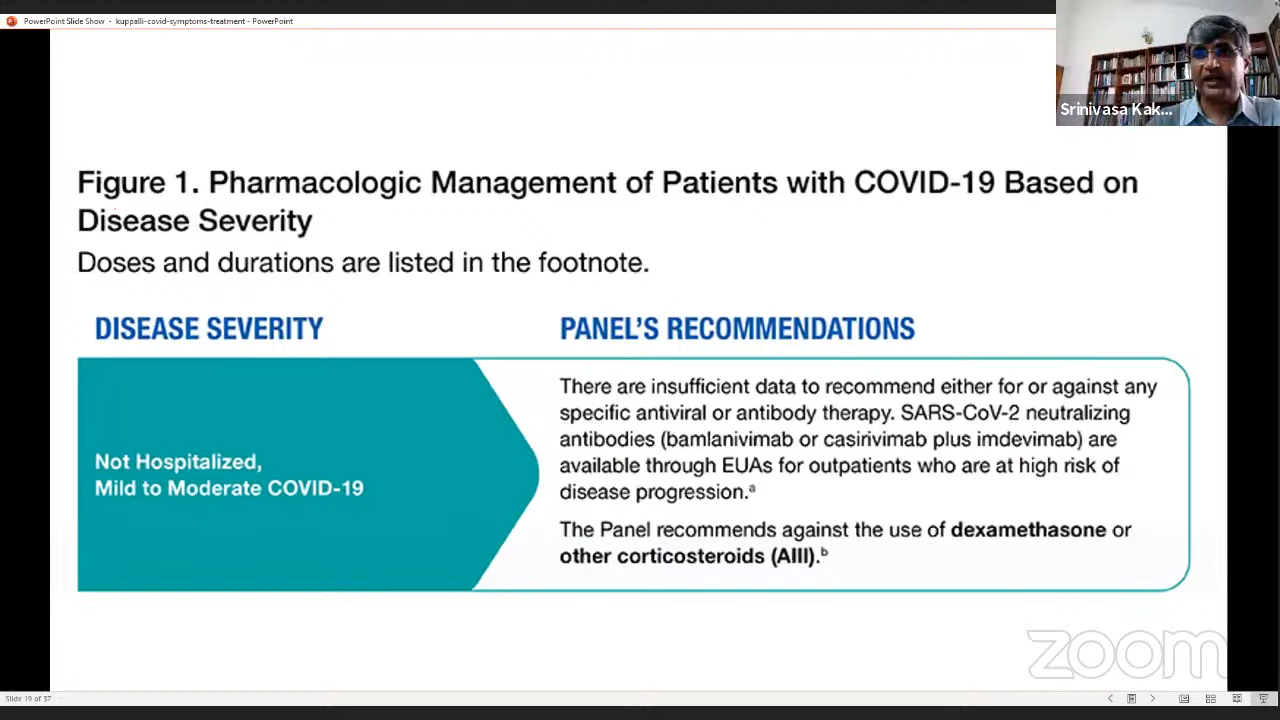 PowerPoint Slide Show - kuppalli-covid-symptoms-treatment - PowerPoint
Srinivasa Kak...
Figure 1. Pharmacologic Management of Patients with COVID-19 Based on
Disease Severity
Doses and durations are listed in the footnote.
DISEASE SEVERITY
PANEL'S RECOMMENDATIONS
Not Hospitalized,
Mild to Moderate COVID-19
There are insufficient data to recommend either for or against any
specific antiviral or antibody therapy. SARS-CoV-2 neutralizing
antibodies (bamlanivimab or casirivimab plus imdevimab) are
available through EUAs for outpatients who are at high risk of
disease progression.ª
The Panel recommends against the use of dexamethasone or
other corticosteroids (AIII).ᵇ
zoom
Slide 19 of 37